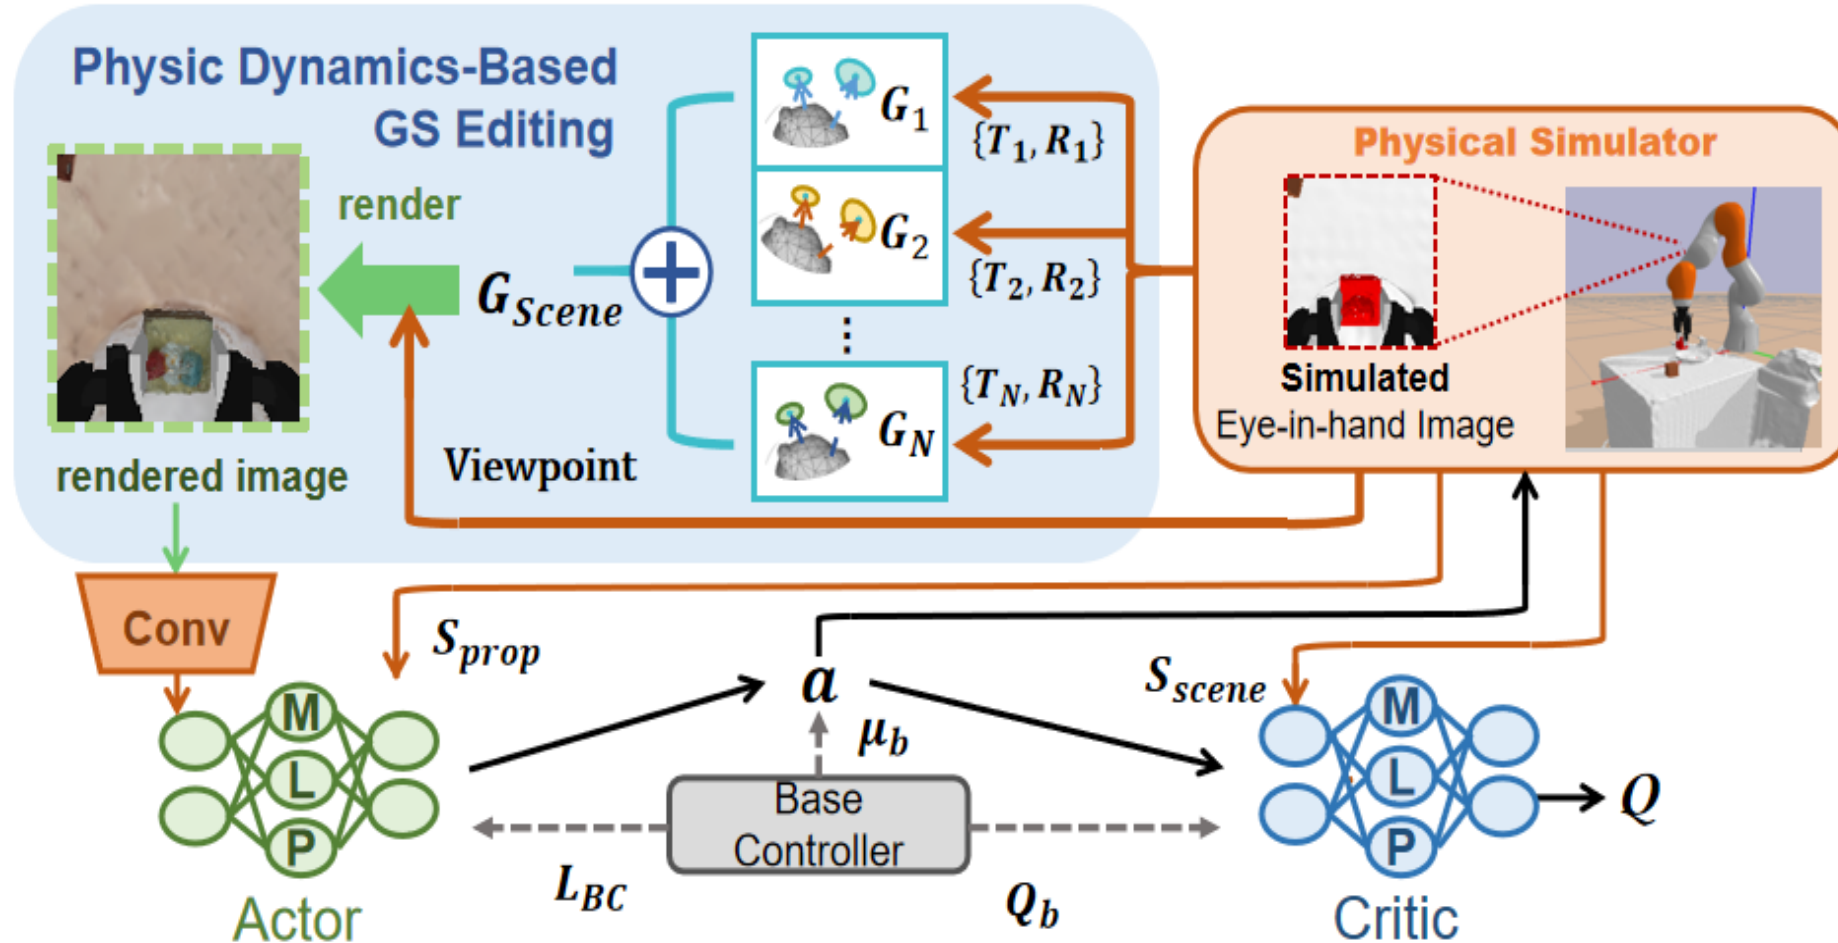 Physic Dynamics-Based
GS Editing
render
G_Scene
rendered image
Viewpoint
G_1
G_2
⋮
G_N
{T_1, R_1}
{T_2, R_2}
{T_N, R_N}
Physical Simulator
Simulated
Eye-in-hand Image
Conv
S_prop
a
μ_b
S_scene
M
L
P
Actor
L_BC
Base
Controller
Q_b
M
L
P
Critic
Q